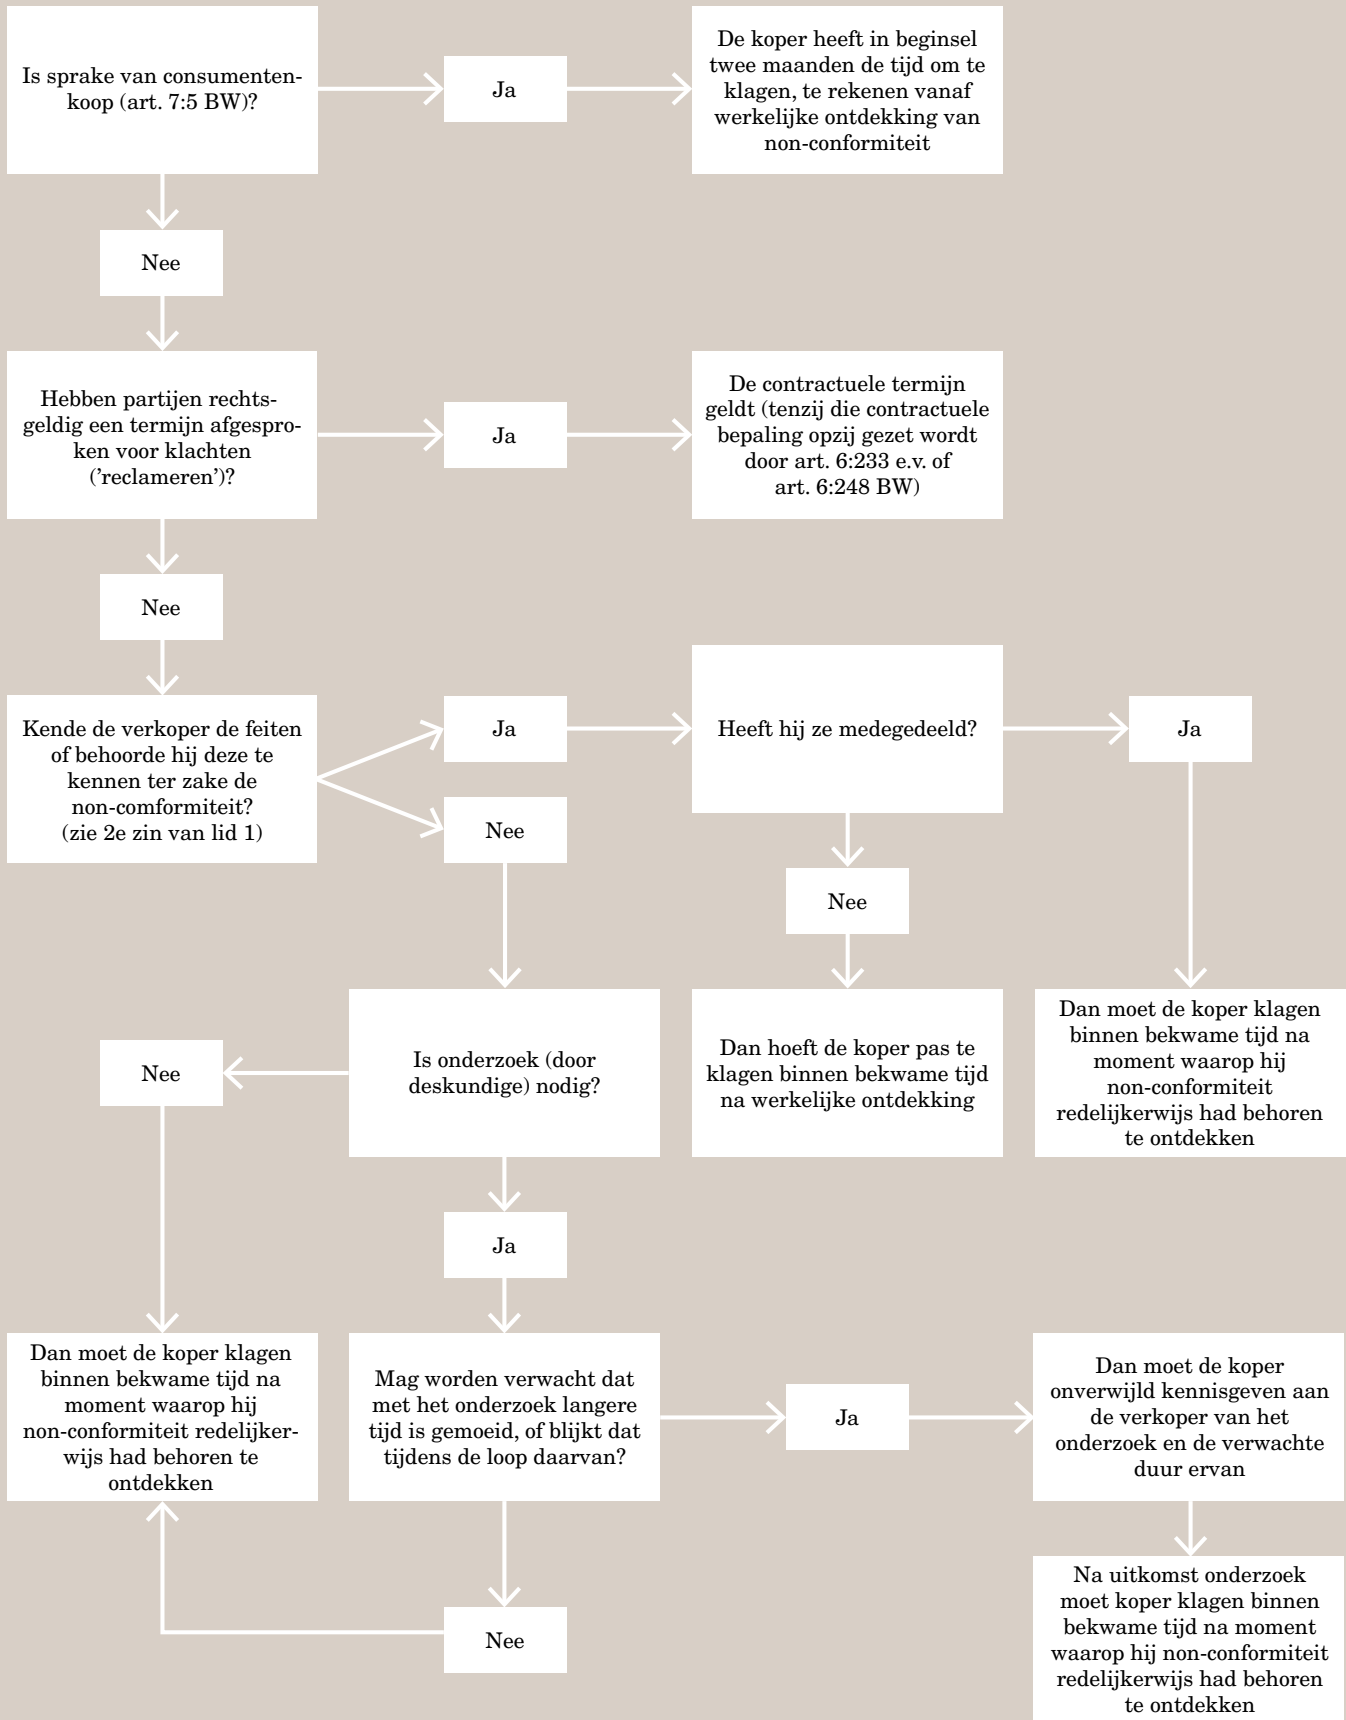 Is sprake van consumenten-
koop (art. 7:5 BW)?
Ja
De koper heeft in beginsel
twee maanden de tijd om te
klagen, te rekenen vanaf
werkelijke ontdekking van
non-conformiteit
Nee
Hebben partijen rechts-
geldig een termijn afgespro-
ken voor klachten
(’reclameren’)?
Ja
De contractuele termijn
geldt (tenzij die contractuele
bepaling opzij gezet wordt
door art. 6:233 e.v. of
art. 6:248 BW)
Nee
Kende de verkoper de feiten
of behoorde hij deze te
kennen ter zake de
non-comformiteit?
(zie 2e zin van lid 1)
Ja
Heeft hij ze medegedeeld?
Ja
Nee
Nee
Nee
Is onderzoek (door
deskundige) nodig?
Dan hoeft de koper pas te
klagen binnen bekwame tijd
na werkelijke ontdekking
Dan moet de koper klagen
binnen bekwame tijd na
moment waarop hij
non-conformiteit
redelijkerwijs had behoren
te ontdekken
Ja
Dan moet de koper klagen
binnen bekwame tijd na
moment waarop hij
non-conformiteit redelijker-
wijs had behoren te
ontdekken
Mag worden verwacht dat
met het onderzoek langere
tijd is gemoeid, of blijkt dat
tijdens de loop daarvan?
Ja
Dan moet de koper
onverwijld kennisgeven aan
de verkoper van het
onderzoek en de verwachte
duur ervan
Nee
Na uitkomst onderzoek
moet koper klagen binnen
bekwame tijd na moment
waarop hij non-conformiteit
redelijkerwijs had behoren
te ontdekken